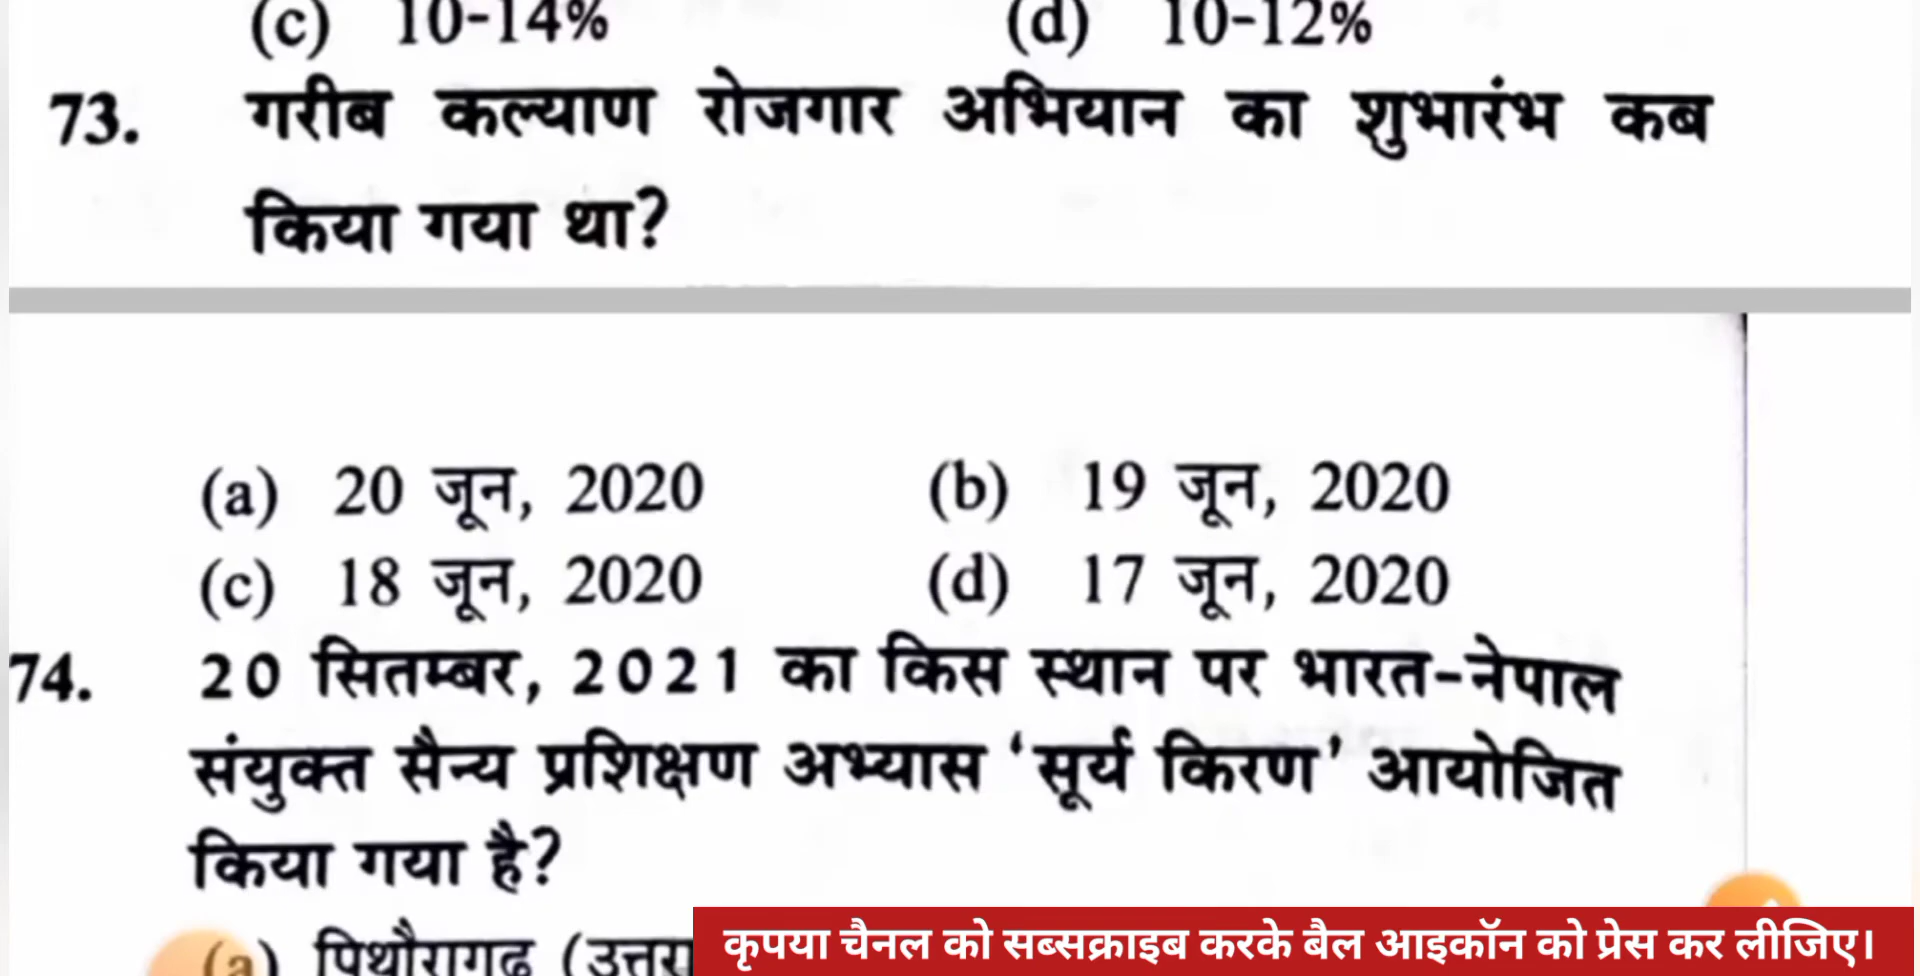 (c) 10-14% (d) 10-12%
73. गरीब कल्याण रोजगार अभियान का शुभारंभ कब
किया गया था?
(a) 20 जून, 2020 (b) 19 जून, 2020
(c) 18 जून, 2020 (d) 17 जून, 2020
74. 20 सितम्बर, 2021 का किस स्थान पर भारत-नेपाल
संयुक्त सैन्य प्रशिक्षण अभ्यास ‘सूर्य किरण’ आयोजित
किया गया है?
(a) पिथौरागढ़
कृपया चैनल को सब्सक्राइब करके बैल आइकॉन को प्रेस कर लीजिए।